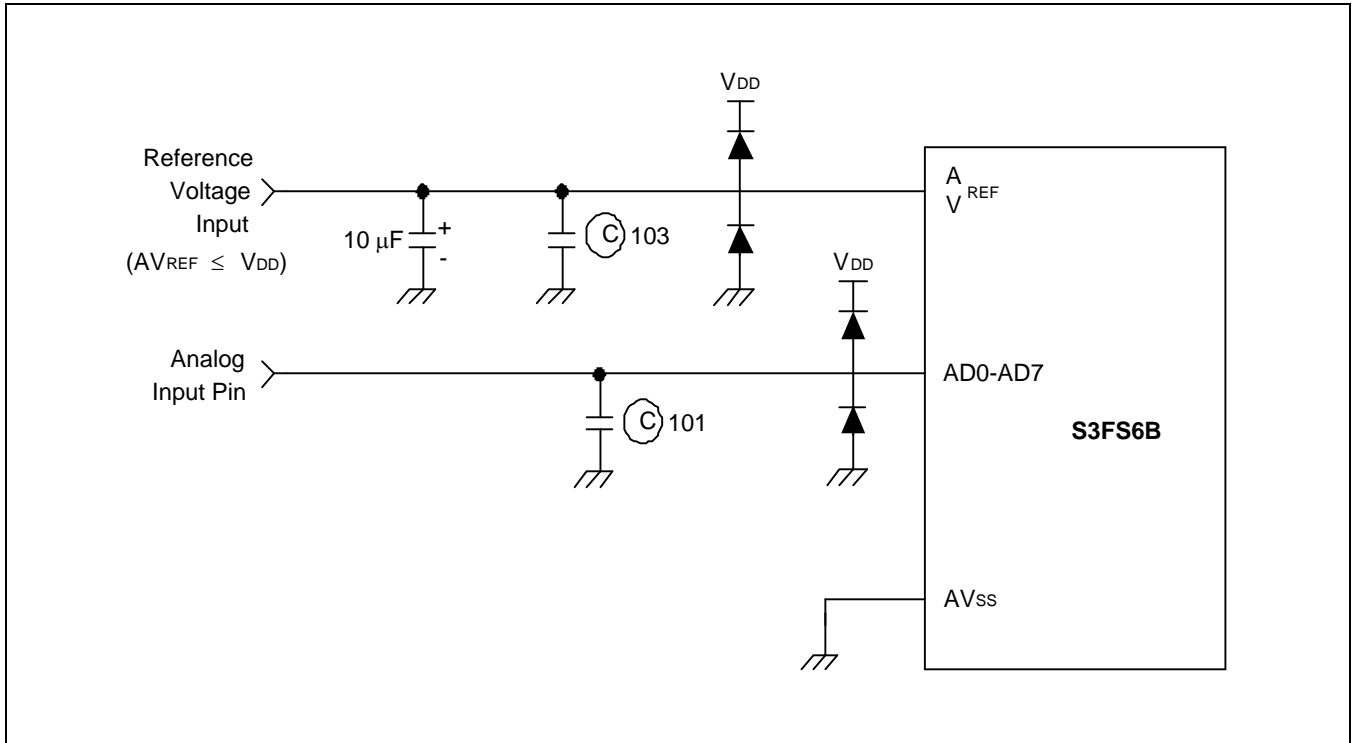 VDD
Reference
Voltage
Input
(AVREF ≤ VDD)
10 μF
+
-
C 103
A
V REF
VDD
Analog
Input Pin
C 101
AD0-AD7
S3FS6B
AVSS